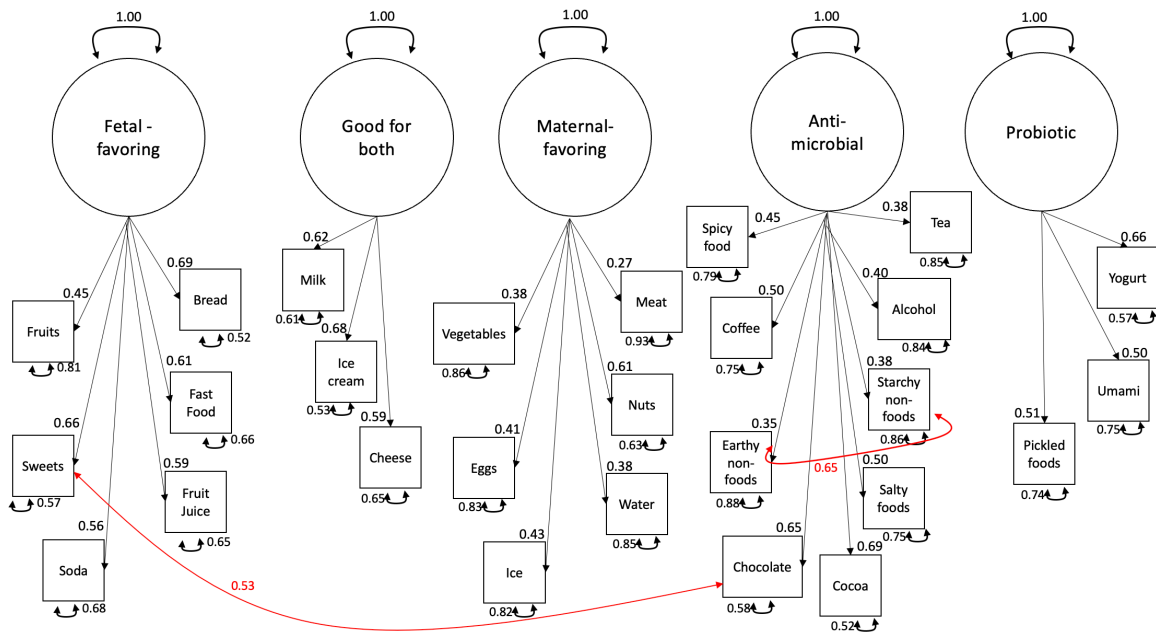 1.00
1.00
1.00
1.00
1.00
Fetal -
favoring
Good for
both
Maternal-
favoring
Anti-
microbial
Probiotic
0.45
Fruits
0.81
0.69
Bread
0.52
0.61
Fast
Food
0.66
0.66
Sweets
0.57
0.59
Fruit
Juice
0.65
0.56
Soda
0.68
0.62
Milk
0.61
0.68
Ice
cream
0.53
0.59
Cheese
0.65
0.38
Vegetables
0.86
0.27
Meat
0.93
0.61
Nuts
0.63
0.41
Eggs
0.83
0.38
Water
0.85
0.43
Ice
0.82
0.45
Spicy
food
0.79
0.38
Tea
0.85
0.50
Coffee
0.75
0.40
Alcohol
0.84
0.38
Starchy
non-
foods
0.86
0.35
Earthy
non-
foods
0.88
0.65
0.50
Salty
foods
0.75
0.65
Chocolate
0.58
0.69
Cocoa
0.52
0.53
0.66
Yogurt
0.57
0.50
Umami
0.75
0.51
Pickled
foods
0.74